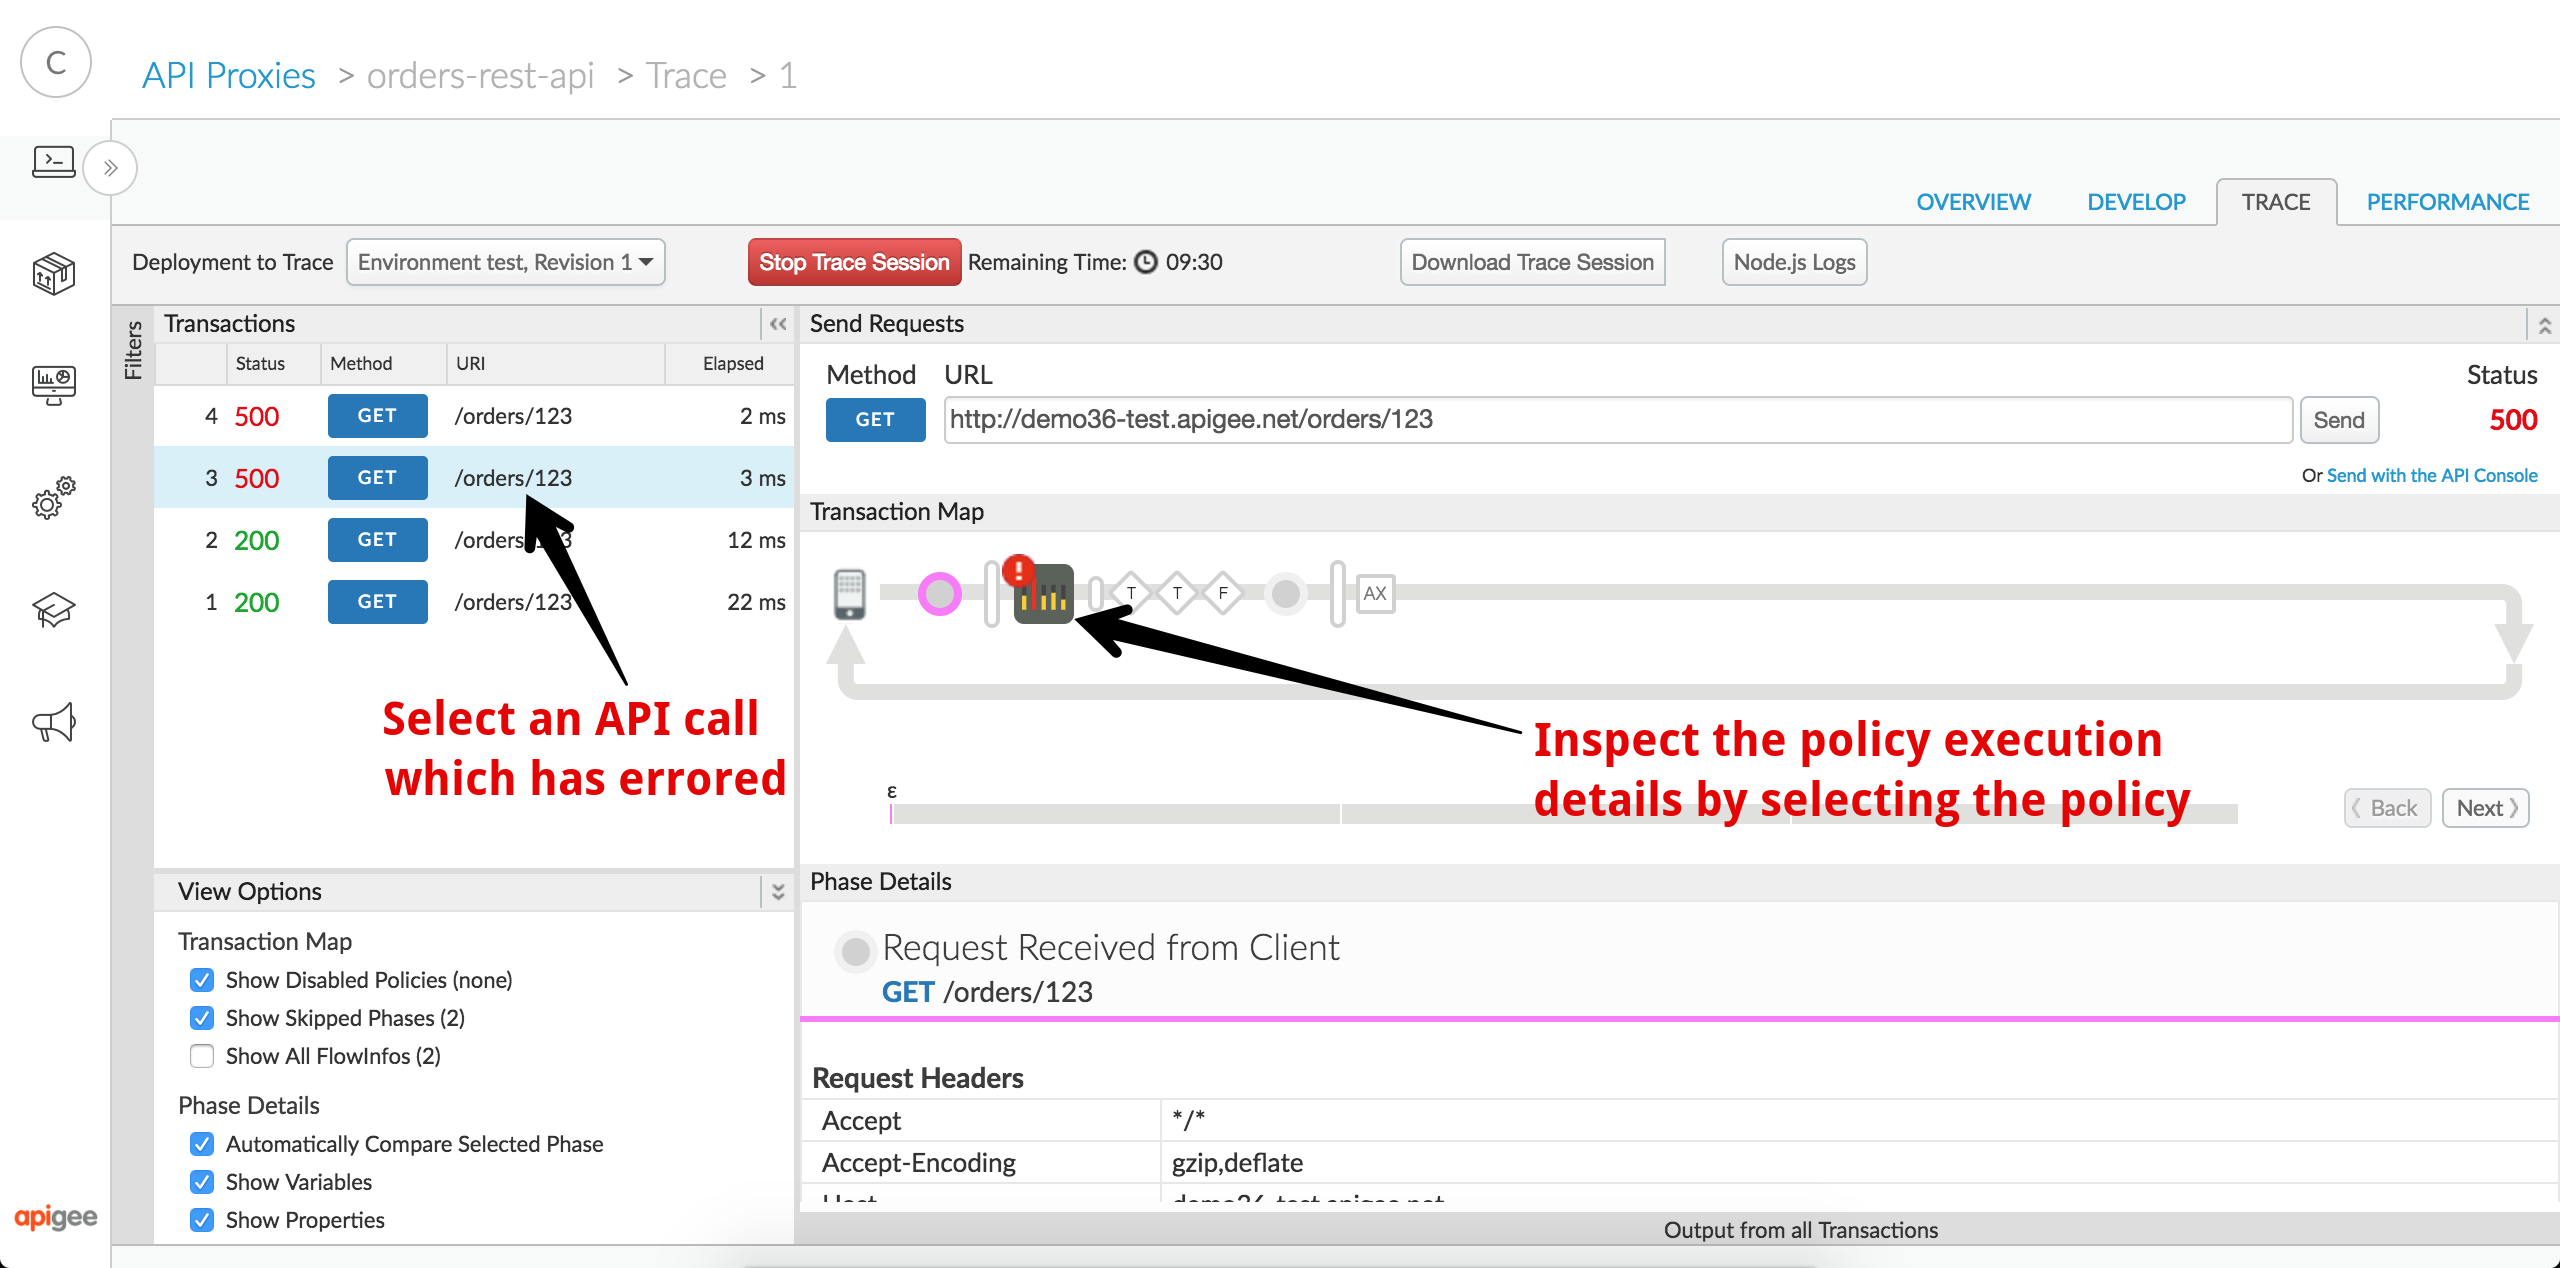 C
API Proxies > orders-rest-api > Trace > 1
OVERVIEW DEVELOP TRACE PERFORMANCE
Deployment to Trace Environment test, Revision 1 Stop Trace Session Remaining Time: 09:30 Download Trace Session Node.js Logs
Filters
Transactions
Status Method URI Elapsed
4 500 GET /orders/123 2 ms
3 500 GET /orders/123 3 ms
2 200 GET /orders/123 12 ms
1 200 GET /orders/123 22 ms
Select an API call
which has errored
View Options
Transaction Map
Show Disabled Policies (none)
Show Skipped Phases (2)
Show All FlowInfos (2)
Phase Details
Automatically Compare Selected Phase
Show Variables
Show Properties
apigee
Send Requests
Method URL Status
GET http://demo36-test.apigee.net/orders/123 Send 500
Or Send with the API Console
Transaction Map
! T T F AX
Inspect the policy execution
details by selecting the policy
ε
Back Next
Phase Details
Request Received from Client
GET /orders/123
Request Headers
Accept */*
Accept-Encoding gzip,deflate
Host demo36-test.apigee.net
Output from all Transactions